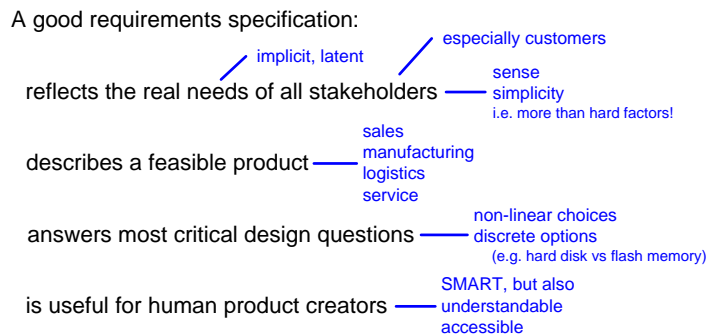 A good requirements specification:
especially customers
implicit, latent
reflects the real needs of all stakeholders
sense
simplicity
i.e. more than hard factors!
describes a feasible product
sales
manufacturing
logistics
service
answers most critical design questions
non-linear choices
discrete options
(e.g. hard disk vs flash memory)
is useful for human product creators
SMART, but also
understandable
accessible